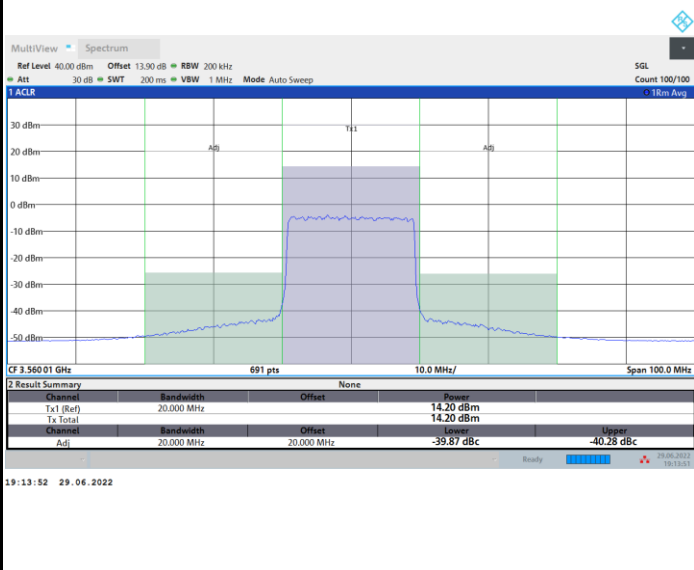 MultiView Spectrum
Ref Level 40.00 dBm Offset 13.90 dB RBW 200 kHz SGL
Att 30 dB SWT 200 ms VBW 1 MHz Mode Auto Sweep Count 100/100
1 ACLR 1Rm Avg
30 dBm
Tx1
20 dBm Adj Adj
10 dBm
0 dBm
-10 dBm
-20 dBm
-30 dBm
-40 dBm
-50 dBm
CF 3.56001 GHz 691 pts 10.0 MHz/ Span 100.0 MHz
2 Result Summary None
Channel Bandwidth Offset Power
Tx1 (Ref) 20.000 MHz 14.20 dBm
Tx Total 14.20 dBm
Channel Bandwidth Offset Lower Upper
Adj 20.000 MHz 20.000 MHz -39.87 dBc -40.28 dBc
Ready 29.06.2022
19:13:51
19:13:52 29.06.2022